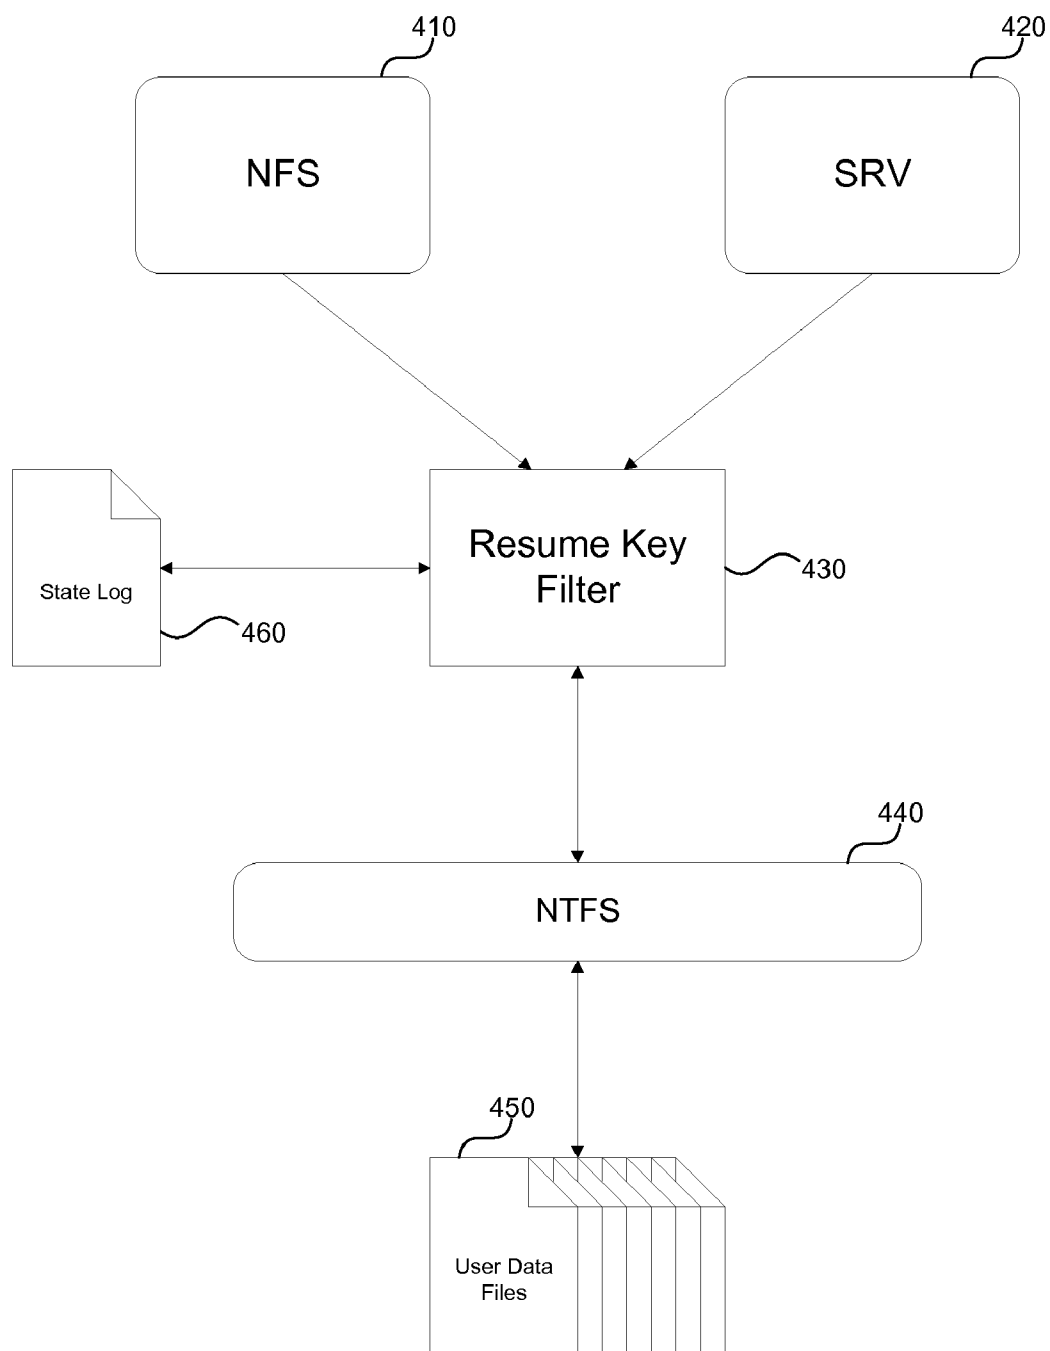 410
420
NFS
SRV
Resume Key
Filter
430
State Log
460
440
NTFS
450
User Data
Files